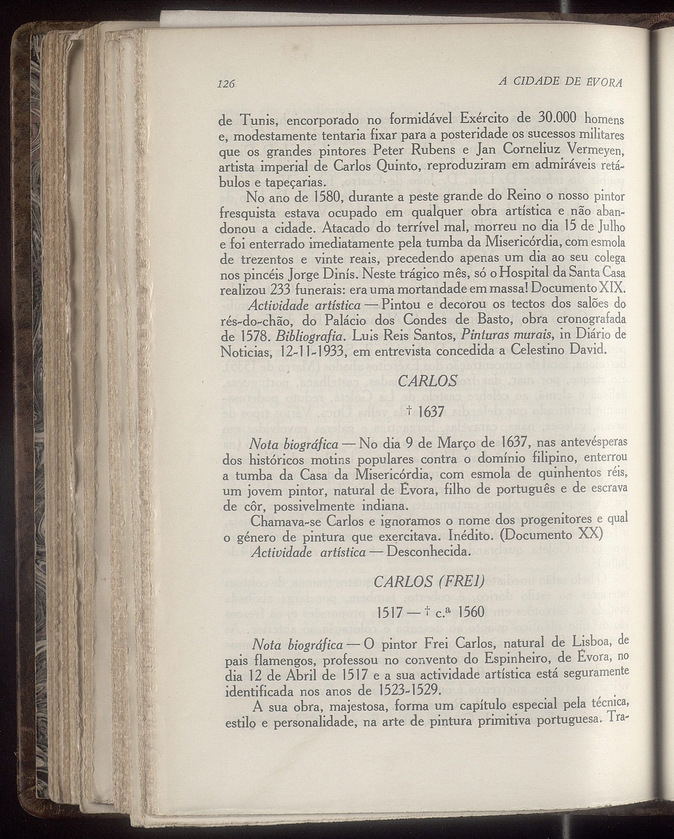 126
A CIDADE DE ÉVORA
de Tunis, encorporado no formidável Exército de 30.000 homens
e, modestamente tentaria fixar para a posteridade os sucessos militares
que os grandes pintores Peter Rubens e Jan Corneliuz Vermeyen,
artista imperial de Carlos Quinto, reproduziram em admiráveis retá-
bulos e tapeçarias.
No ano de 1580, durante a peste grande do Reino o nosso pintor
fresquista estava ocupado em qualquer obra artística e não aban-
donou a cidade. Atacado do terrível mal, morreu no dia 15 de Julho
e foi enterrado imediatamente pela tumba da Misericórdia, com esmola
de trezentos e vinte reais, precedendo apenas um dia ao seu colega
nos pincéis Jorge Dinís. Neste trágico mês, só o Hospital da Santa Casa
realizou 233 funerais: era uma mortandade em massa! Documento XIX.
Actividade artística — Pintou e decorou os tectos dos salões do
rés-do-chão, do Palácio dos Condes de Basto, obra cronografada
de 1578. Bibliografia. Luis Reis Santos, Pinturas murais, in Diário de
Noticias, 12-11-1933, em entrevista concedida a Celestino David.
CARLOS
† 1637
Nota biográfica — No dia 9 de Março de 1637, nas antevésperas
dos históricos motins populares contra o domínio filipino, enterrou
a tumba da Casa da Misericórdia, com esmola de quinhentos réis,
um jovem pintor, natural de Évora, filho de português e de escrava
de côr, possivelmente indiana.
Chamava-se Carlos e ignoramos o nome dos progenitores e qual
o género de pintura que exercitava. Inédito. (Documento XX)
Actividade artística — Desconhecida.
CARLOS (FREI)
1517 — † c.ª 1560
Nota biográfica — O pintor Frei Carlos, natural de Lisboa, de
pais flamengos, professou no convento do Espinheiro, de Évora, no
dia 12 de Abril de 1517 e a sua actividade artística está seguramente
identificada nos anos de 1523-1529.
A sua obra, majestosa, forma um capítulo especial pela técnica,
estilo e personalidade, na arte de pintura primitiva portuguesa. Tra-